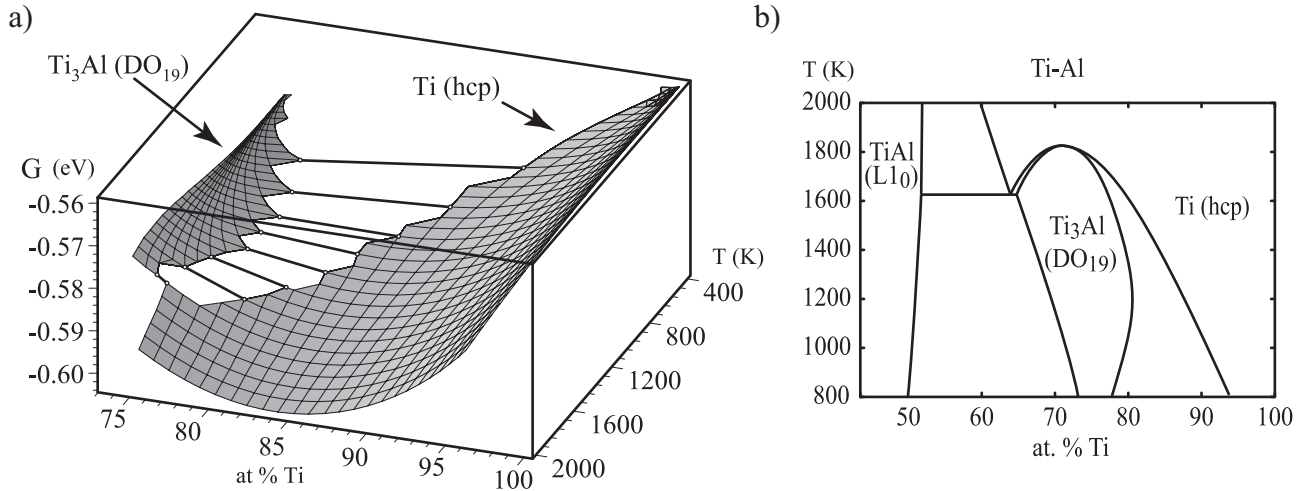 a)
Ti₃Al (DO₁₉)
Ti (hcp)
G (eV)
-0.56
-0.57
-0.58
-0.59
-0.60
75
80
85
90
95
100
at % Ti
T (K)
400
800
1200
1600
2000
b)
T (K)
Ti-Al
2000
1800
1600
1400
1200
1000
800
TiAl
(L1₀)
Ti₃Al
(DO₁₉)
Ti (hcp)
50
60
70
80
90
100
at. % Ti